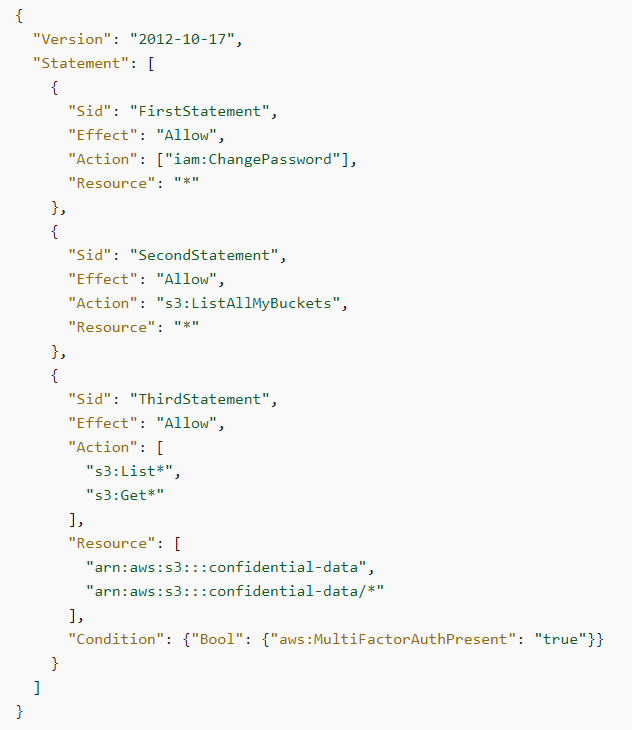 {
  "Version": "2012-10-17",
  "Statement": [
    {
      "Sid": "FirstStatement",
      "Effect": "Allow",
      "Action": ["iam:ChangePassword"],
      "Resource": "*"
    },
    {
      "Sid": "SecondStatement",
      "Effect": "Allow",
      "Action": "s3:ListAllMyBuckets",
      "Resource": "*"
    },
    {
      "Sid": "ThirdStatement",
      "Effect": "Allow",
      "Action": [
        "s3:List*",
        "s3:Get*"
      ],
      "Resource": [
        "arn:aws:s3:::confidential-data",
        "arn:aws:s3:::confidential-data/*"
      ],
      "Condition": {"Bool": {"aws:MultiFactorAuthPresent": "true"}}
    }
  ]
}